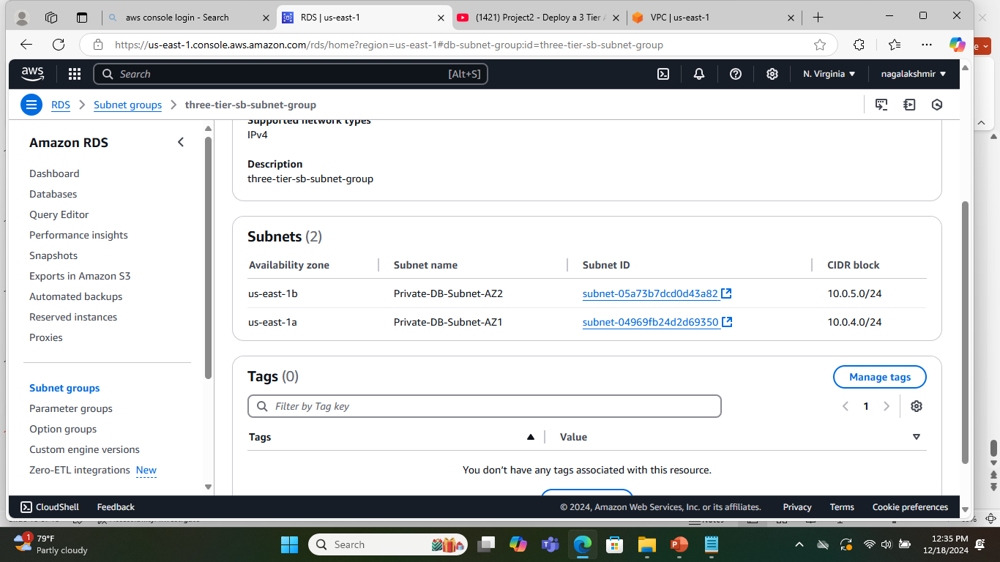 aws console login - Search
RDS | us-east-1
(1421) Project2 - Deploy a 3 Tier
VPC | us-east-1
https://us-east-1.console.aws.amazon.com/rds/home?region=us-east-1#db-subnet-group:id=three-tier-sb-subnet-group
aws
Search
[Alt+S]
N. Virginia
nagalakshmir
RDS
Subnet groups
three-tier-sb-subnet-group
Amazon RDS
Dashboard
Databases
Query Editor
Performance insights
Snapshots
Exports in Amazon S3
Automated backups
Reserved instances
Proxies
Subnet groups
Parameter groups
Option groups
Custom engine versions
Zero-ETL integrations New
Supported network types
IPv4
Description
three-tier-sb-subnet-group
Subnets (2)
Availability zone Subnet name Subnet ID CIDR block
us-east-1b Private-DB-Subnet-AZ2 subnet-05a73b7dcd0d43a82 10.0.5.0/24
us-east-1a Private-DB-Subnet-AZ1 subnet-04969fb24d2d69350 10.0.4.0/24
Tags (0)
Manage tags
Filter by Tag key
1
Tags Value
You don't have any tags associated with this resource.
CloudShell Feedback
© 2024, Amazon Web Services, Inc. or its affiliates. Privacy Terms Cookie preferences
1
79°F
Partly cloudy
Search
12:35 PM
12/18/2024